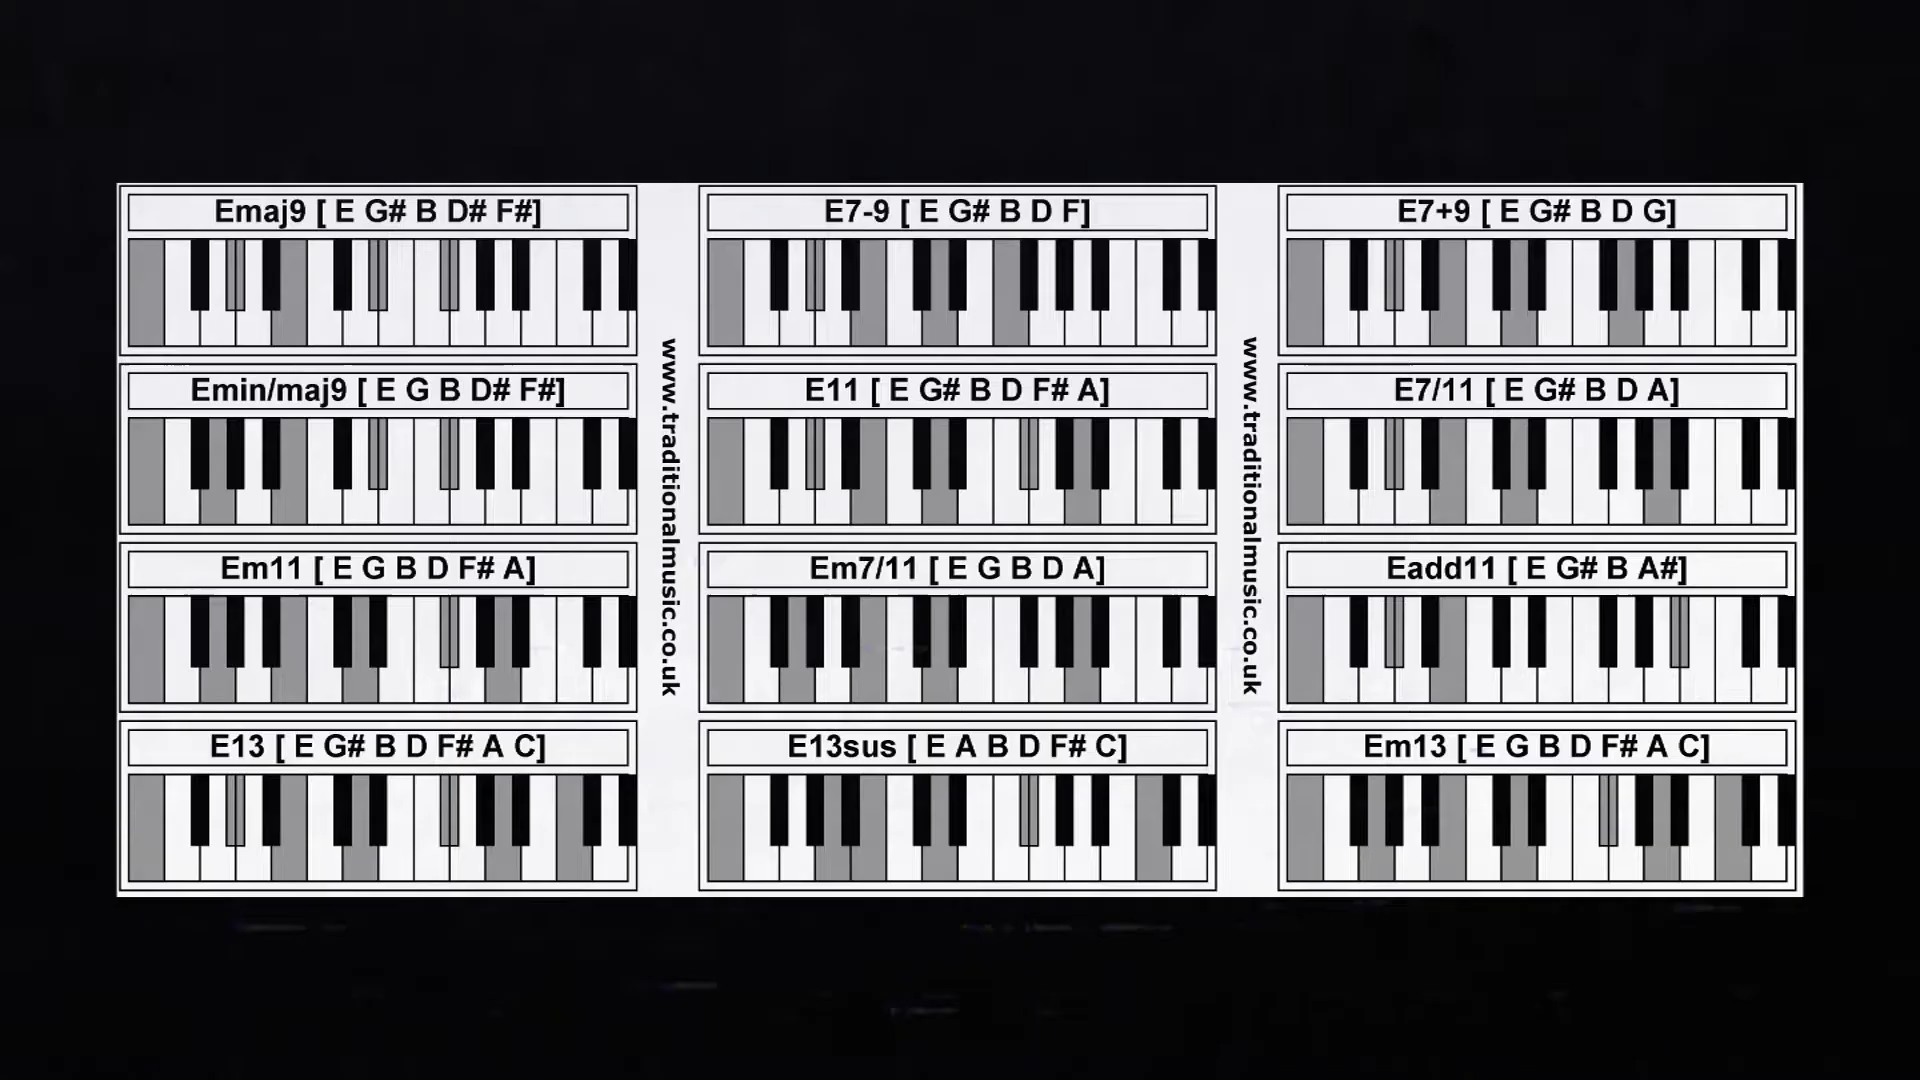 Emaj9 [ E G# B D# F#]
E7-9 [ E G# B D F]
E7+9 [ E G# B D G]
Emin/maj9 [ E G B D# F#]
E11 [ E G# B D F# A]
E7/11 [ E G# B D A]
Em11 [ E G B D F# A]
Em7/11 [ E G B D A]
Eadd11 [ E G# B A#]
E13 [ E G# B D F# A C]
E13sus [ E A B D F# C]
Em13 [ E G B D F# A C]
www.traditionalmusic.co.uk
www.traditionalmusic.co.uk